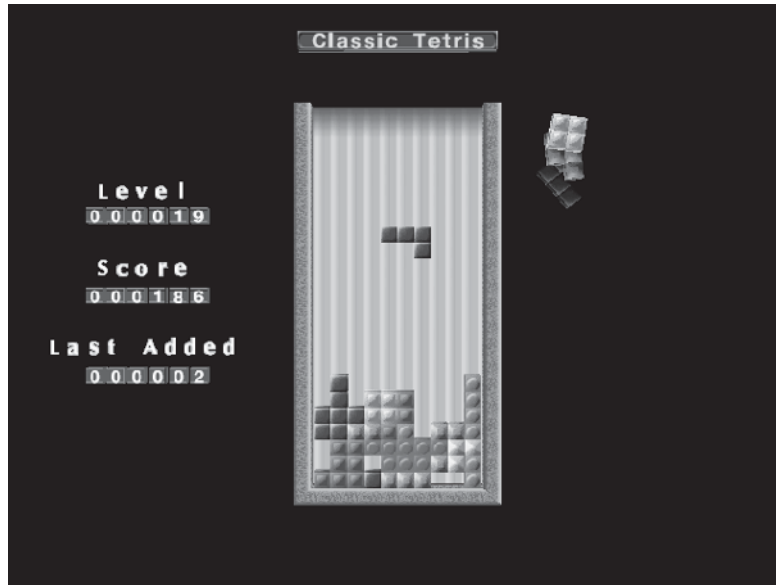 Classic Tetris
Level
000019
Score
000186
Last Added
000002